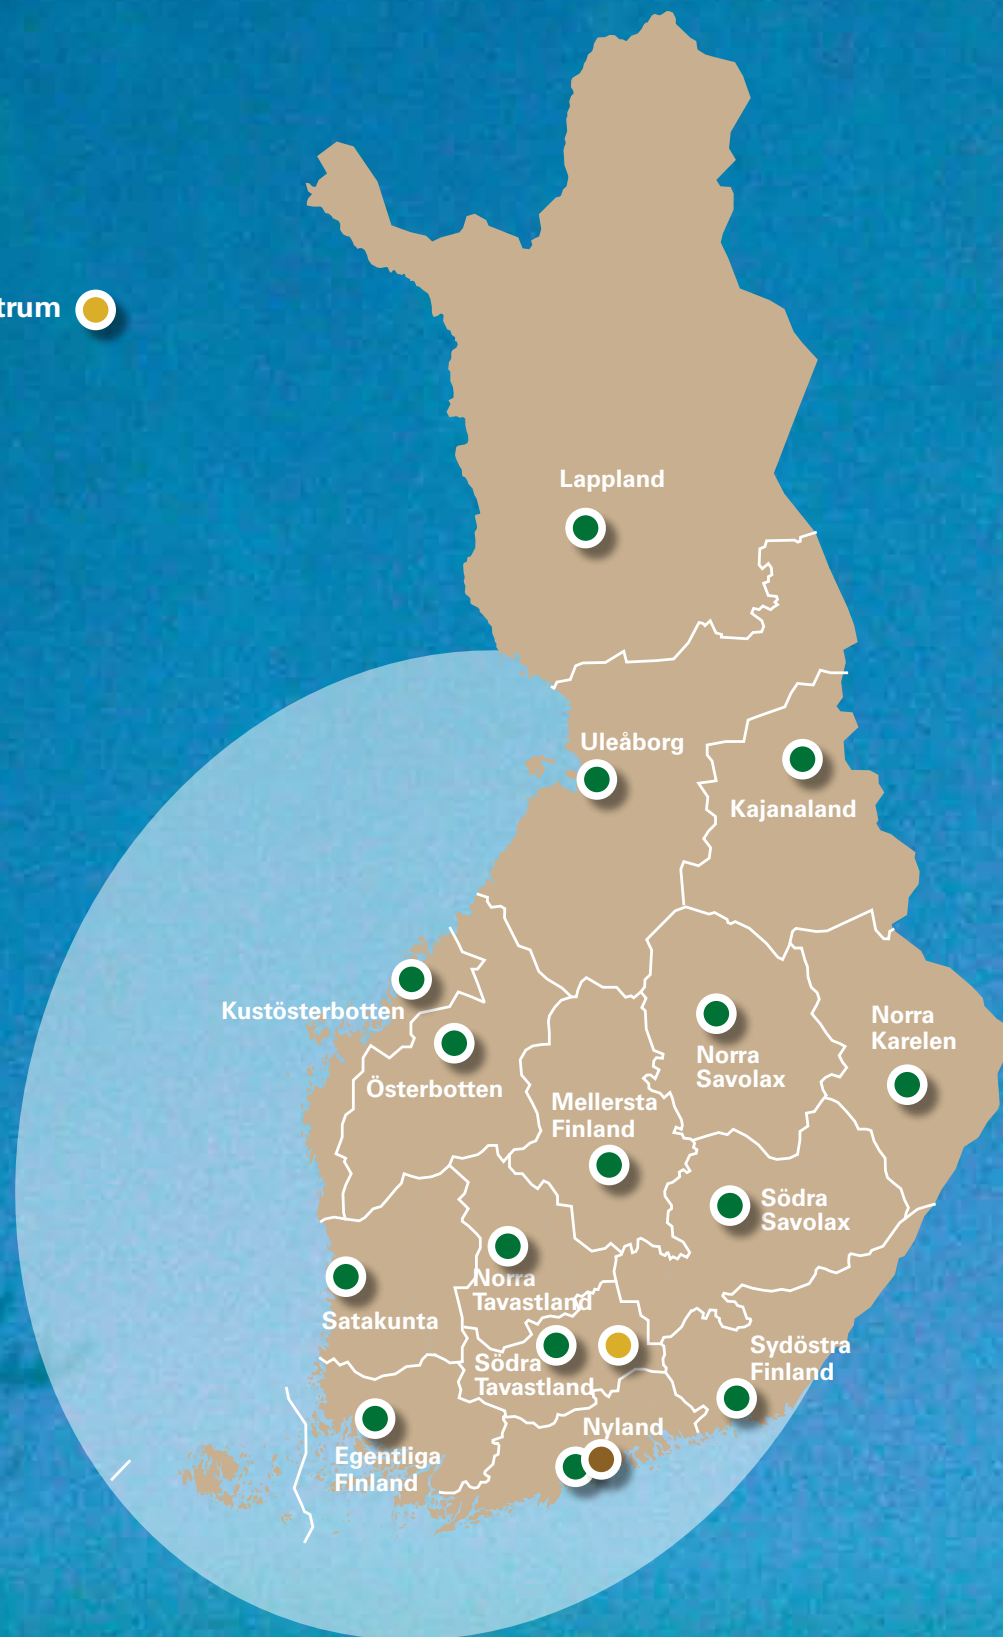 trum
Lappland
Uleåborg
Kajanaland
Kustösterbotten
Österbotten
Norra
Karelen
Norra
Savolax
Mellersta
Finland
Södra
Savolax
Norra
Tavastland
Satakunta
Södra
Tavastland
Sydöstra
Finland
Nyland
Egentliga
FInland